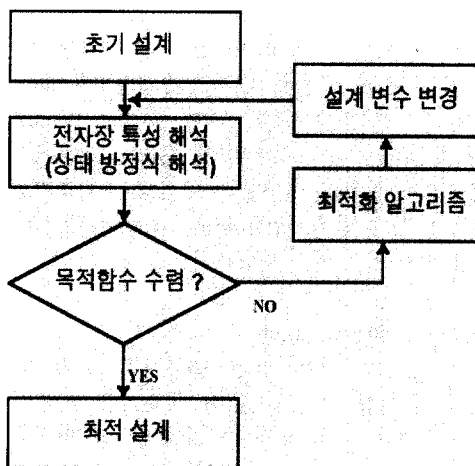 초기 설계
설계 변수 변경
전자장 특성 해석
(상태 방정식 해석)
최적화 알고리즘
목적함수 수렴 ?
NO
YES
최적 설계